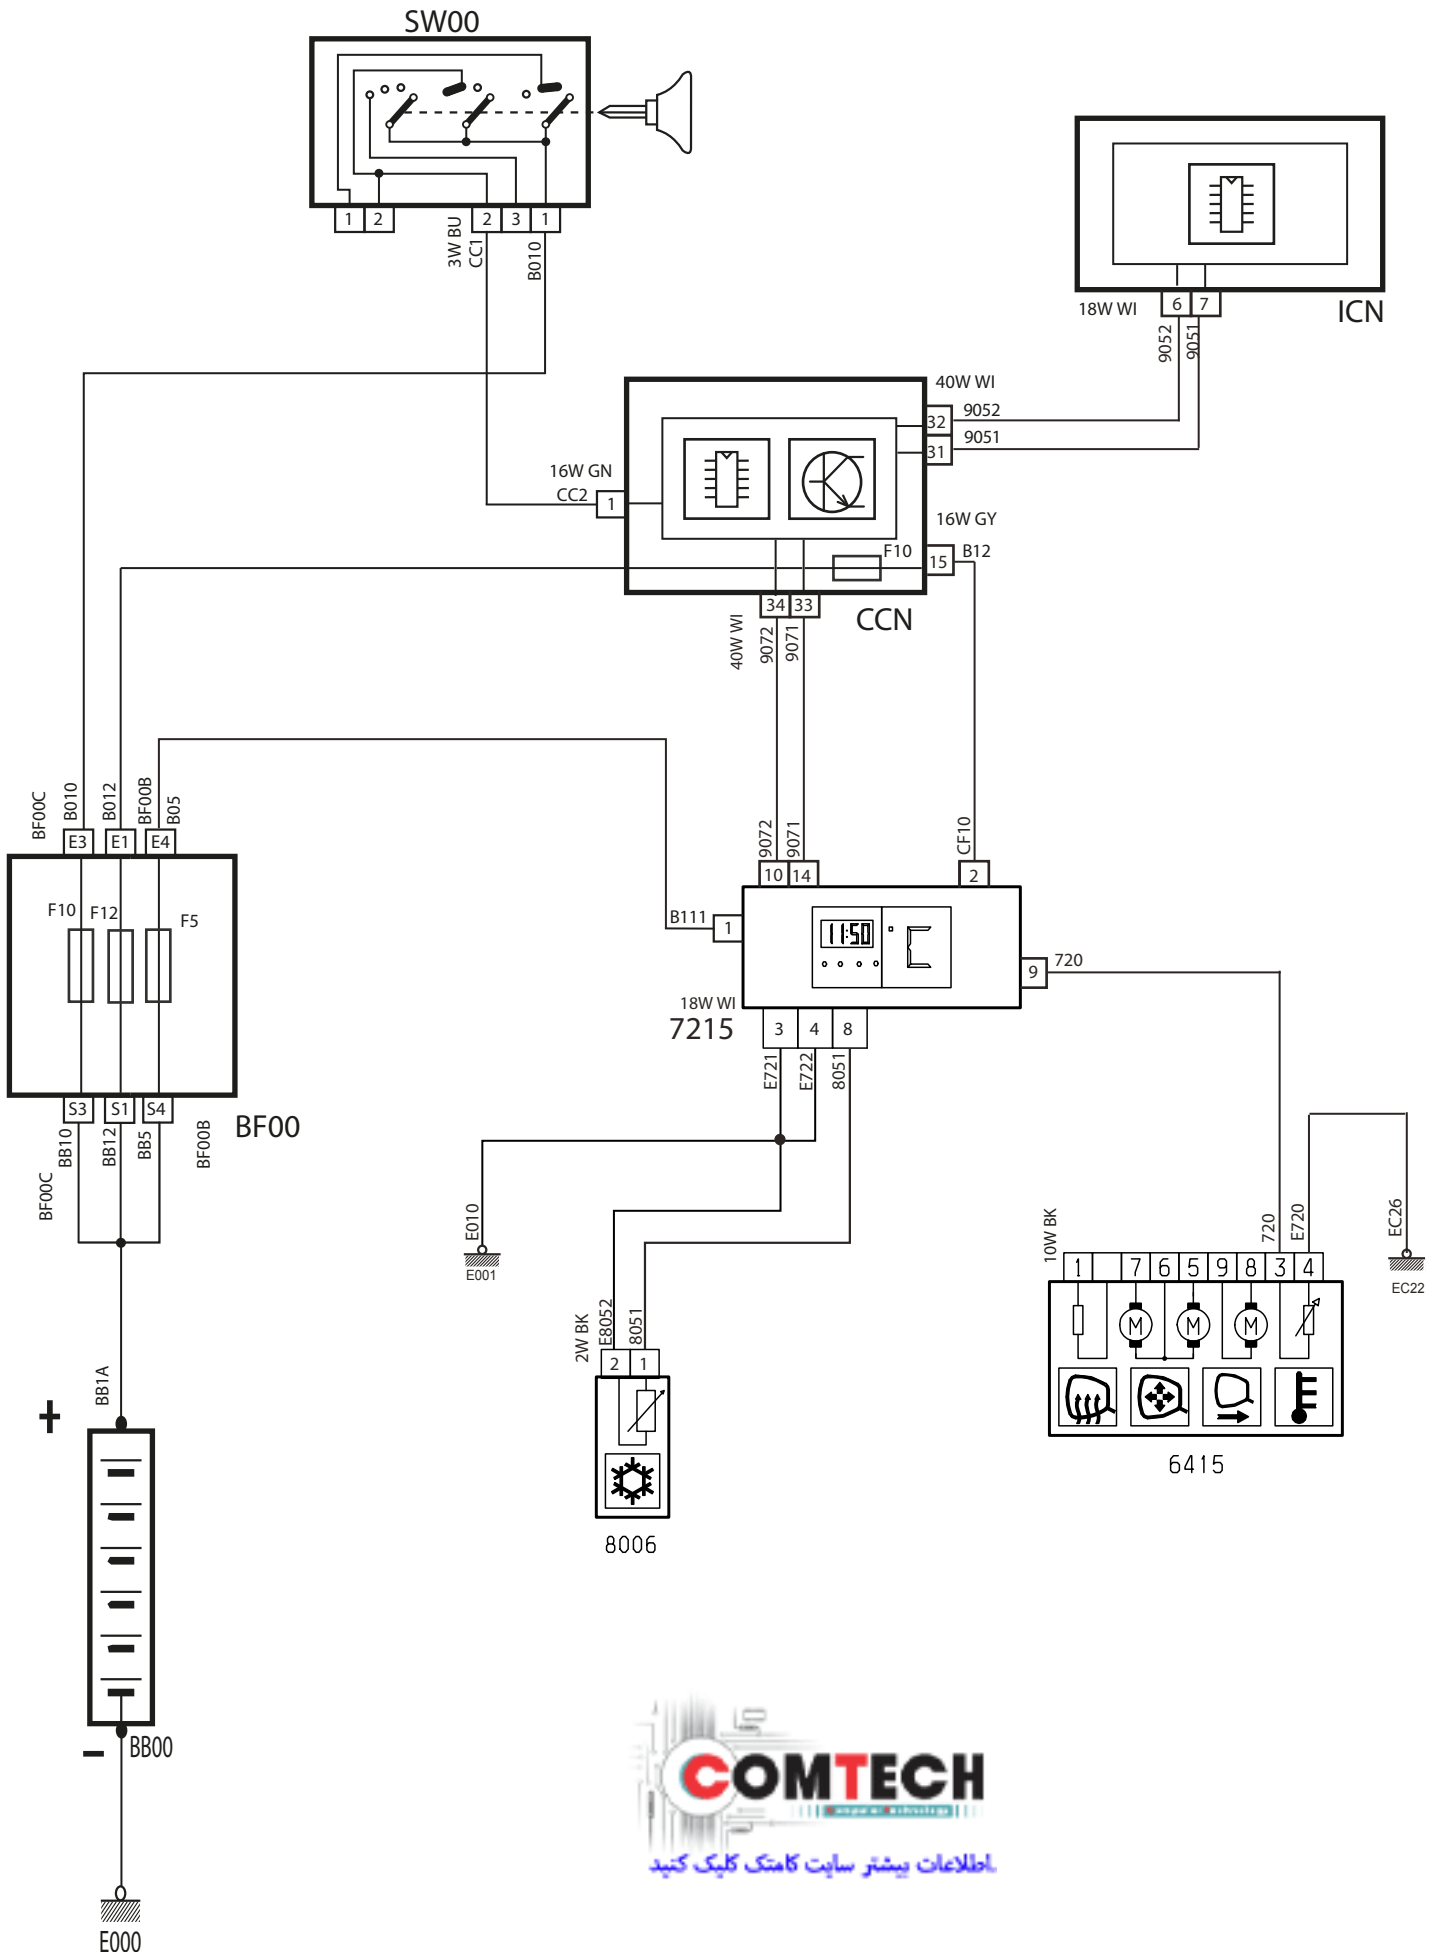 SW00
1 2 2 3 1
3W BU
CC1
B010
18W WI
6 7
ICN
9052
9051
40W WI
32
9052
31
9051
16W GN
CC2
1
16W GY
F10
15
B12
34 33
CCN
40W WI
9072
9071
BF00C
B010
B012
BF00B
B05
E3 E1 E4
9072
9071
CF10
10 14
2
F10
F12
F5
B111
1
11:50
°C
9
720
18W WI
7215
3 4 8
E721
E722
8051
S3 S1 S4
BF00
BB10
BB12
BB5
BF00B
BF00C
E010
E001
10W BK
720
E720
EC26
EC22
1 7 6 5 9 8 3 4
M M M
6415
2W BK
E8052
8051
2 1
8006
BB1A
+
-
BB00
E000
COMTECH
Computer Technology
اطلاعات بیشتر سایت کامتک کلیک کنید.